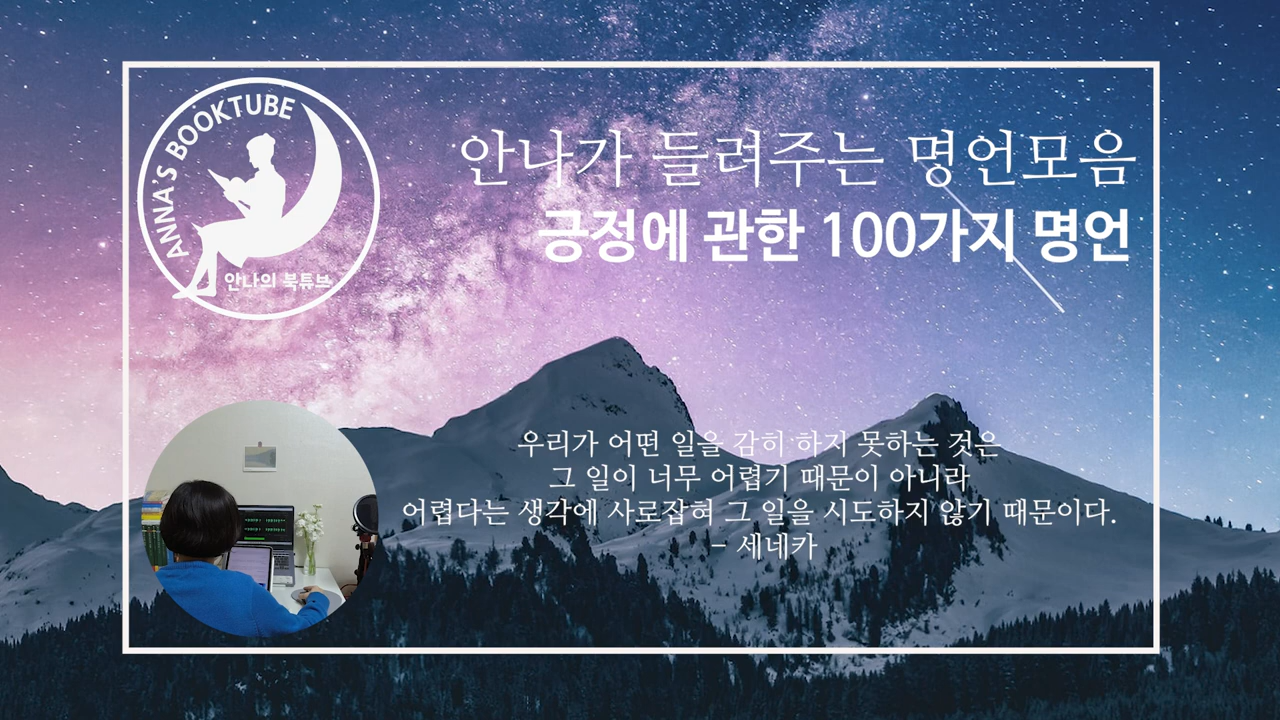 ANNA'S BOOKTUBE
안나의 북튜브
안나가 들려주는 명언모음
긍정에 관한 100가지 명언
우리가 어떤 일을 감히 하지 못하는 것은
그 일이 너무 어렵기 때문이 아니라
어렵다는 생각에 사로잡혀 그 일을 시도하지 않기 때문이다.
- 세네카